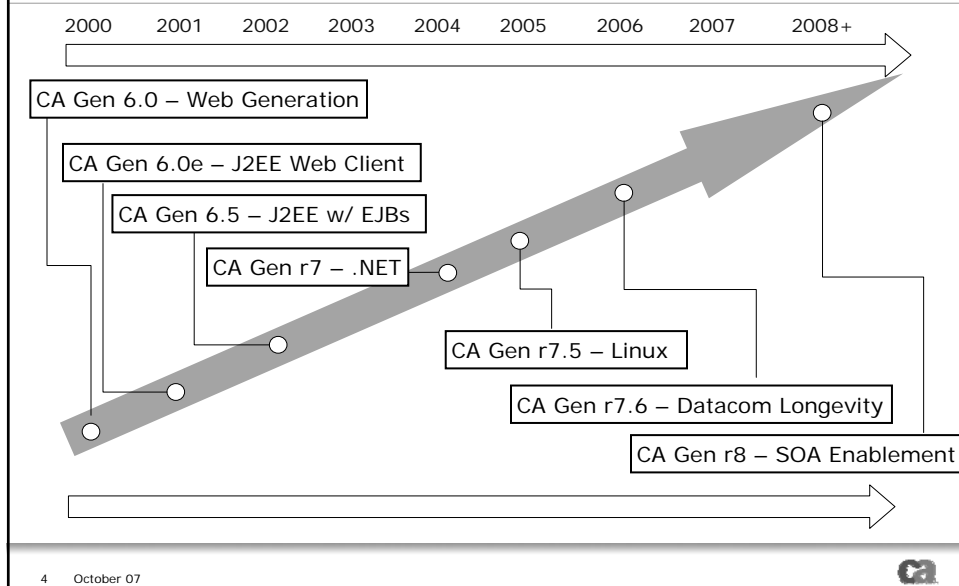 2000 2001 2002 2003 2004 2005 2006 2007 2008+
CA Gen 6.0 – Web Generation
CA Gen 6.0e – J2EE Web Client
CA Gen 6.5 – J2EE w/ EJBs
CA Gen r7 – .NET
CA Gen r7.5 – Linux
CA Gen r7.6 – Datacom Longevity
CA Gen r8 – SOA Enablement
4 October 07
ca